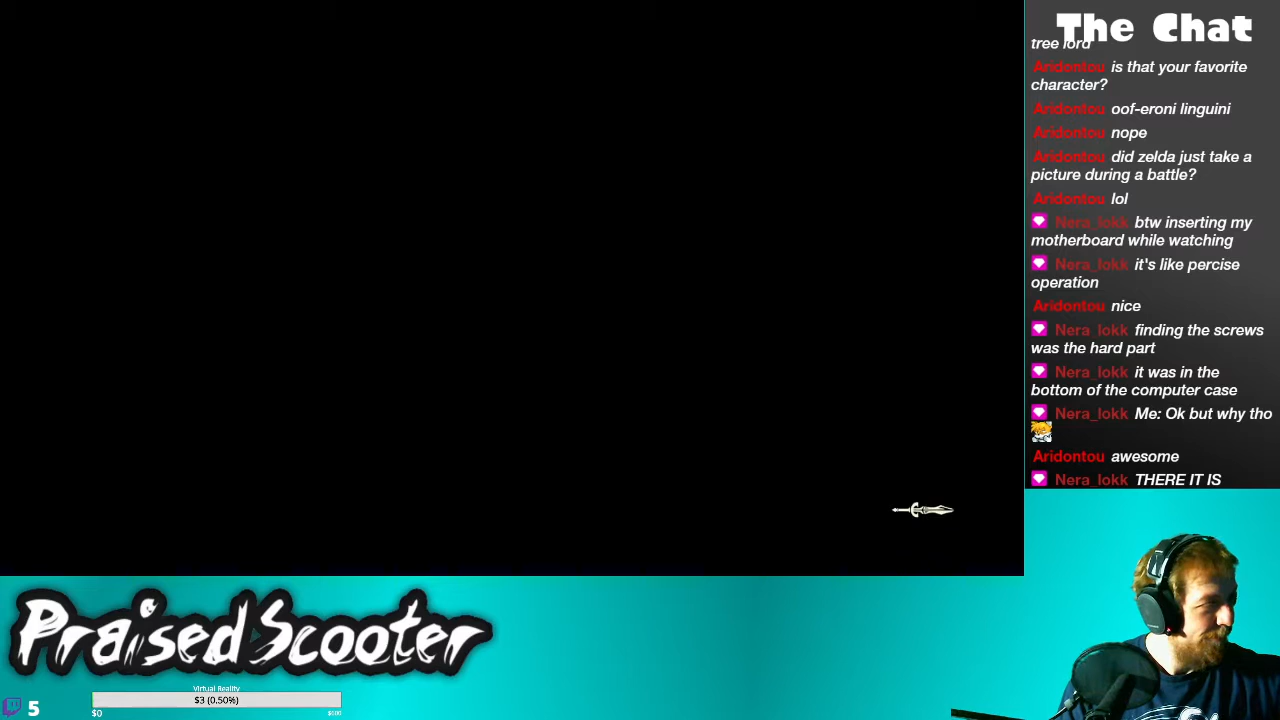 The Chat
tree lord
Aridontou is that your favorite
character?
Aridontou oof-eroni linguini
Aridontou nope
Aridontou did zelda just take a
picture during a battle?
Aridontou lol
Nera_lokk btw inserting my
motherboard while watching
Nera_lokk it's like percise
operation
Aridontou nice
Nera_lokk finding the screws
was the hard part
Nera_lokk it was in the
bottom of the computer case
Nera_lokk Me: Ok but why tho
Aridontou awesome
Nera_lokk THERE IT IS
PraisedScooter
Virtual Reality
$3 (0.50%)
5
$0